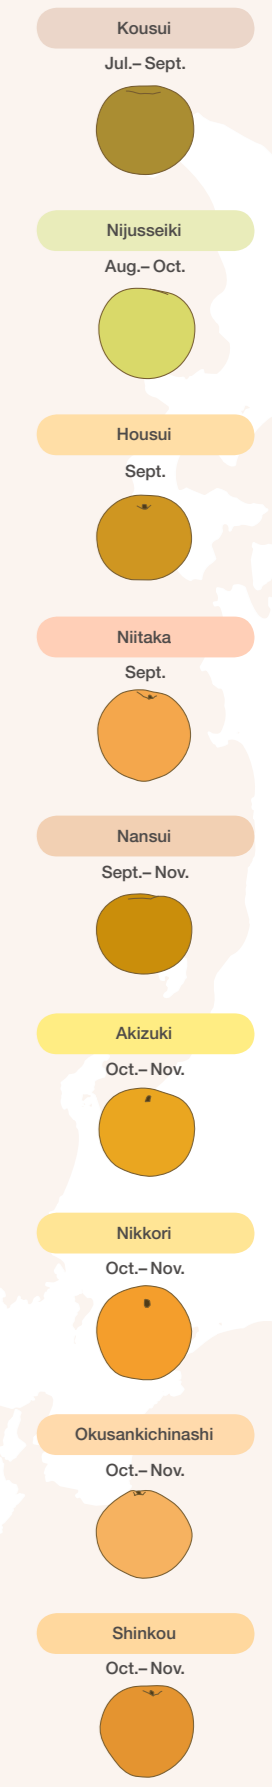 Kousui
Jul.– Sept.
Nijusseiki
Aug.– Oct.
Housui
Sept.
Niitaka
Sept.
Nansui
Sept.– Nov.
Akizuki
Oct.– Nov.
Nikkori
Oct.– Nov.
Okusankichinashi
Oct.– Nov.
Shinkou
Oct.– Nov.